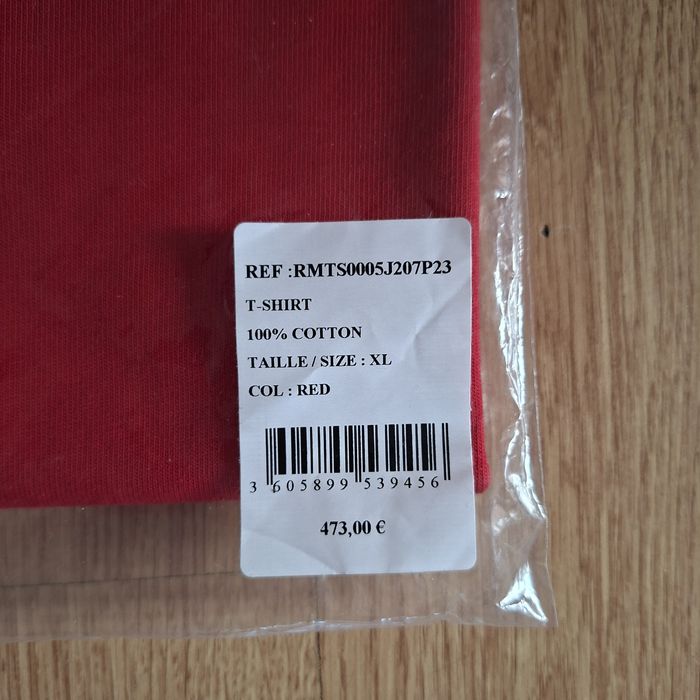 REF :RMTS0005J207P23
T-SHIRT
100% COTTON
TAILLE / SIZE : XL
COL : RED
3 605899 539456
473,00 €